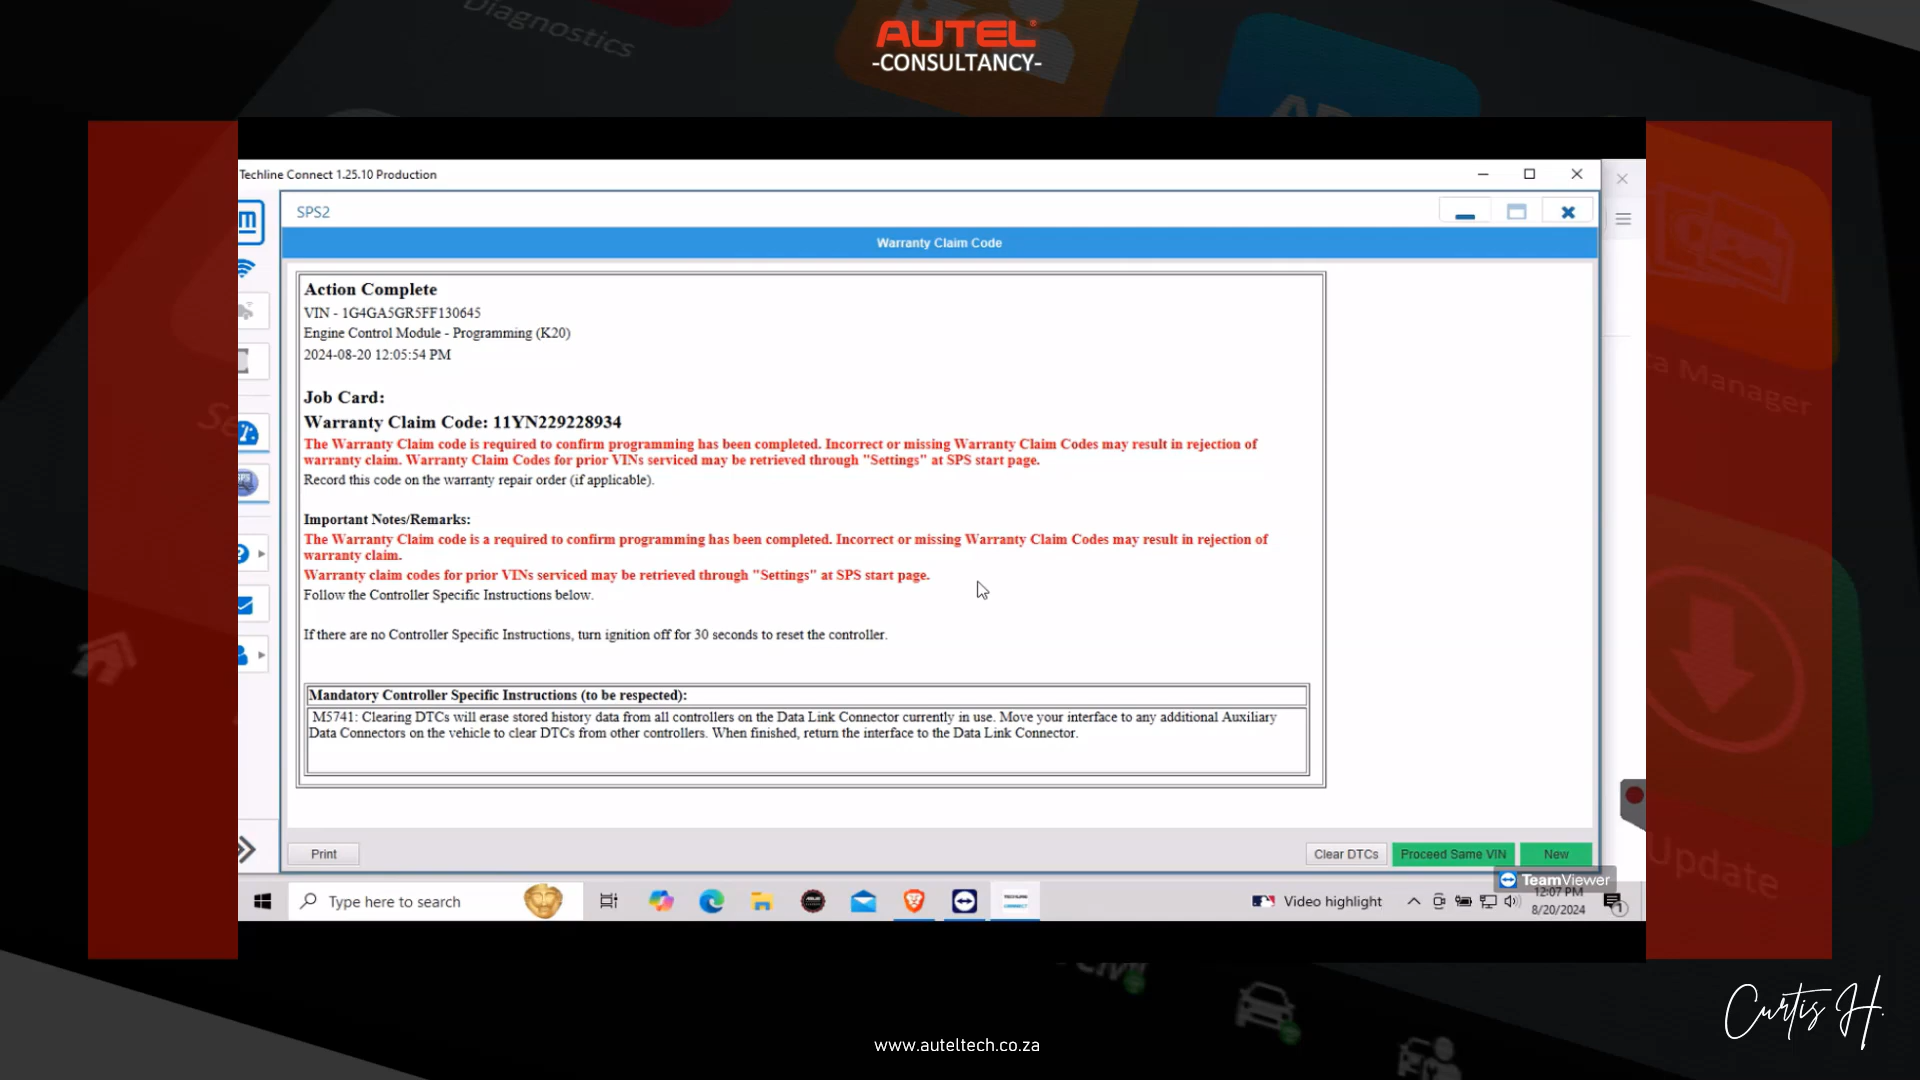 Diagnostics
AUTEL
-CONSULTANCY-
Techline Connect 1.25.10 Production
SPS2
Warranty Claim Code
Action Complete
VIN - 1G4GA5GR5FF130645
Engine Control Module - Programming (K20)
2024-08-20 12:05:54 PM
Job Card:
Warranty Claim Code: 11YN229228934
The Warranty Claim code is required to confirm programming has been completed. Incorrect or missing Warranty Claim Codes may result in rejection of
warranty claim. Warranty Claim Codes for prior VINs serviced may be retrieved through "Settings" at SPS start page.
Record this code on the warranty repair order (if applicable).
Important Notes/Remarks:
The Warranty Claim code is a required to confirm programming has been completed. Incorrect or missing Warranty Claim Codes may result in rejection of
warranty claim.
Warranty claim codes for prior VINs serviced may be retrieved through "Settings" at SPS start page.
Follow the Controller Specific Instructions below.
If there are no Controller Specific Instructions, turn ignition off for 30 seconds to reset the controller.
Mandatory Controller Specific Instructions (to be respected):
M5741: Clearing DTCs will erase stored history data from all controllers on the Data Link Connector currently in use. Move your interface to any additional Auxiliary
Data Connectors on the vehicle to clear DTCs from other controllers. When finished, return the interface to the Data Link Connector.
Print
Clear DTCs
Proceed Same VIN
New
TeamViewer
Type here to search
Video highlight
12:07 PM
8/20/2024
Manager
Update
Curtis H.
www.auteltech.co.za